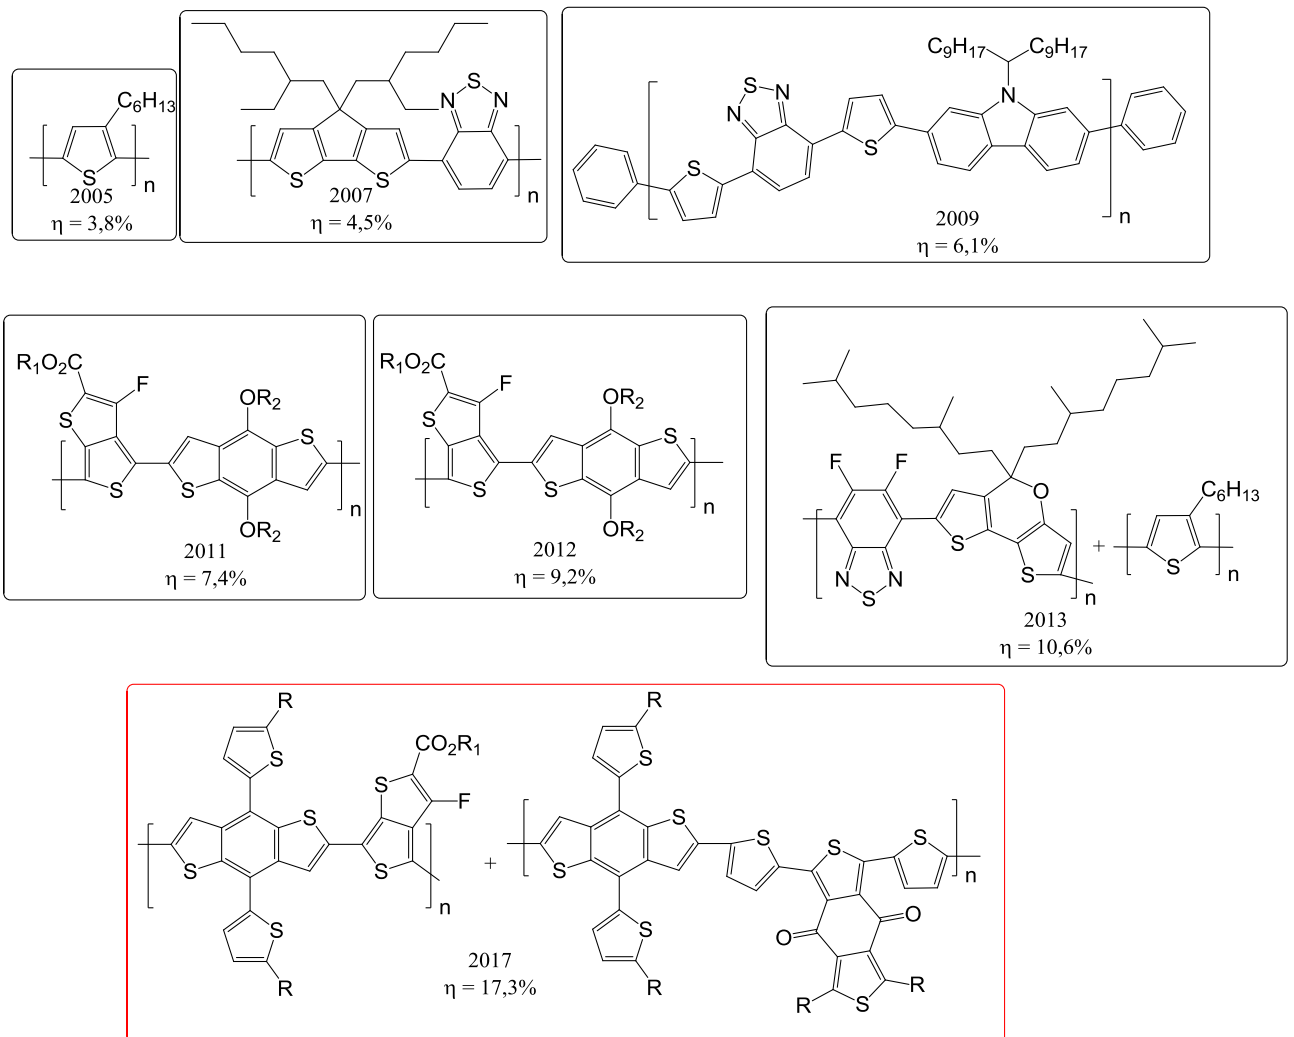 C6H13
S
n
2005
η = 3,8%
N
S
N
S
S
n
2007
η = 4,5%
C9H17
C9H17
S
N
N
N
S
S
n
2009
η = 6,1%
R1O2C
F
S
OR2
S
S
S
OR2
n
2011
η = 7,4%
R1O2C
F
S
OR2
S
S
S
OR2
n
2012
η = 9,2%
F
F
O
S
S
N
N
S
n
+
C6H13
S
n
2013
η = 10,6%
R
S
CO2R1
S
F
S
S
S
n
S
R
+
R
S
S
S
S
S
S
n
O
O
S
R
R
S
R
2017
η = 17,3%